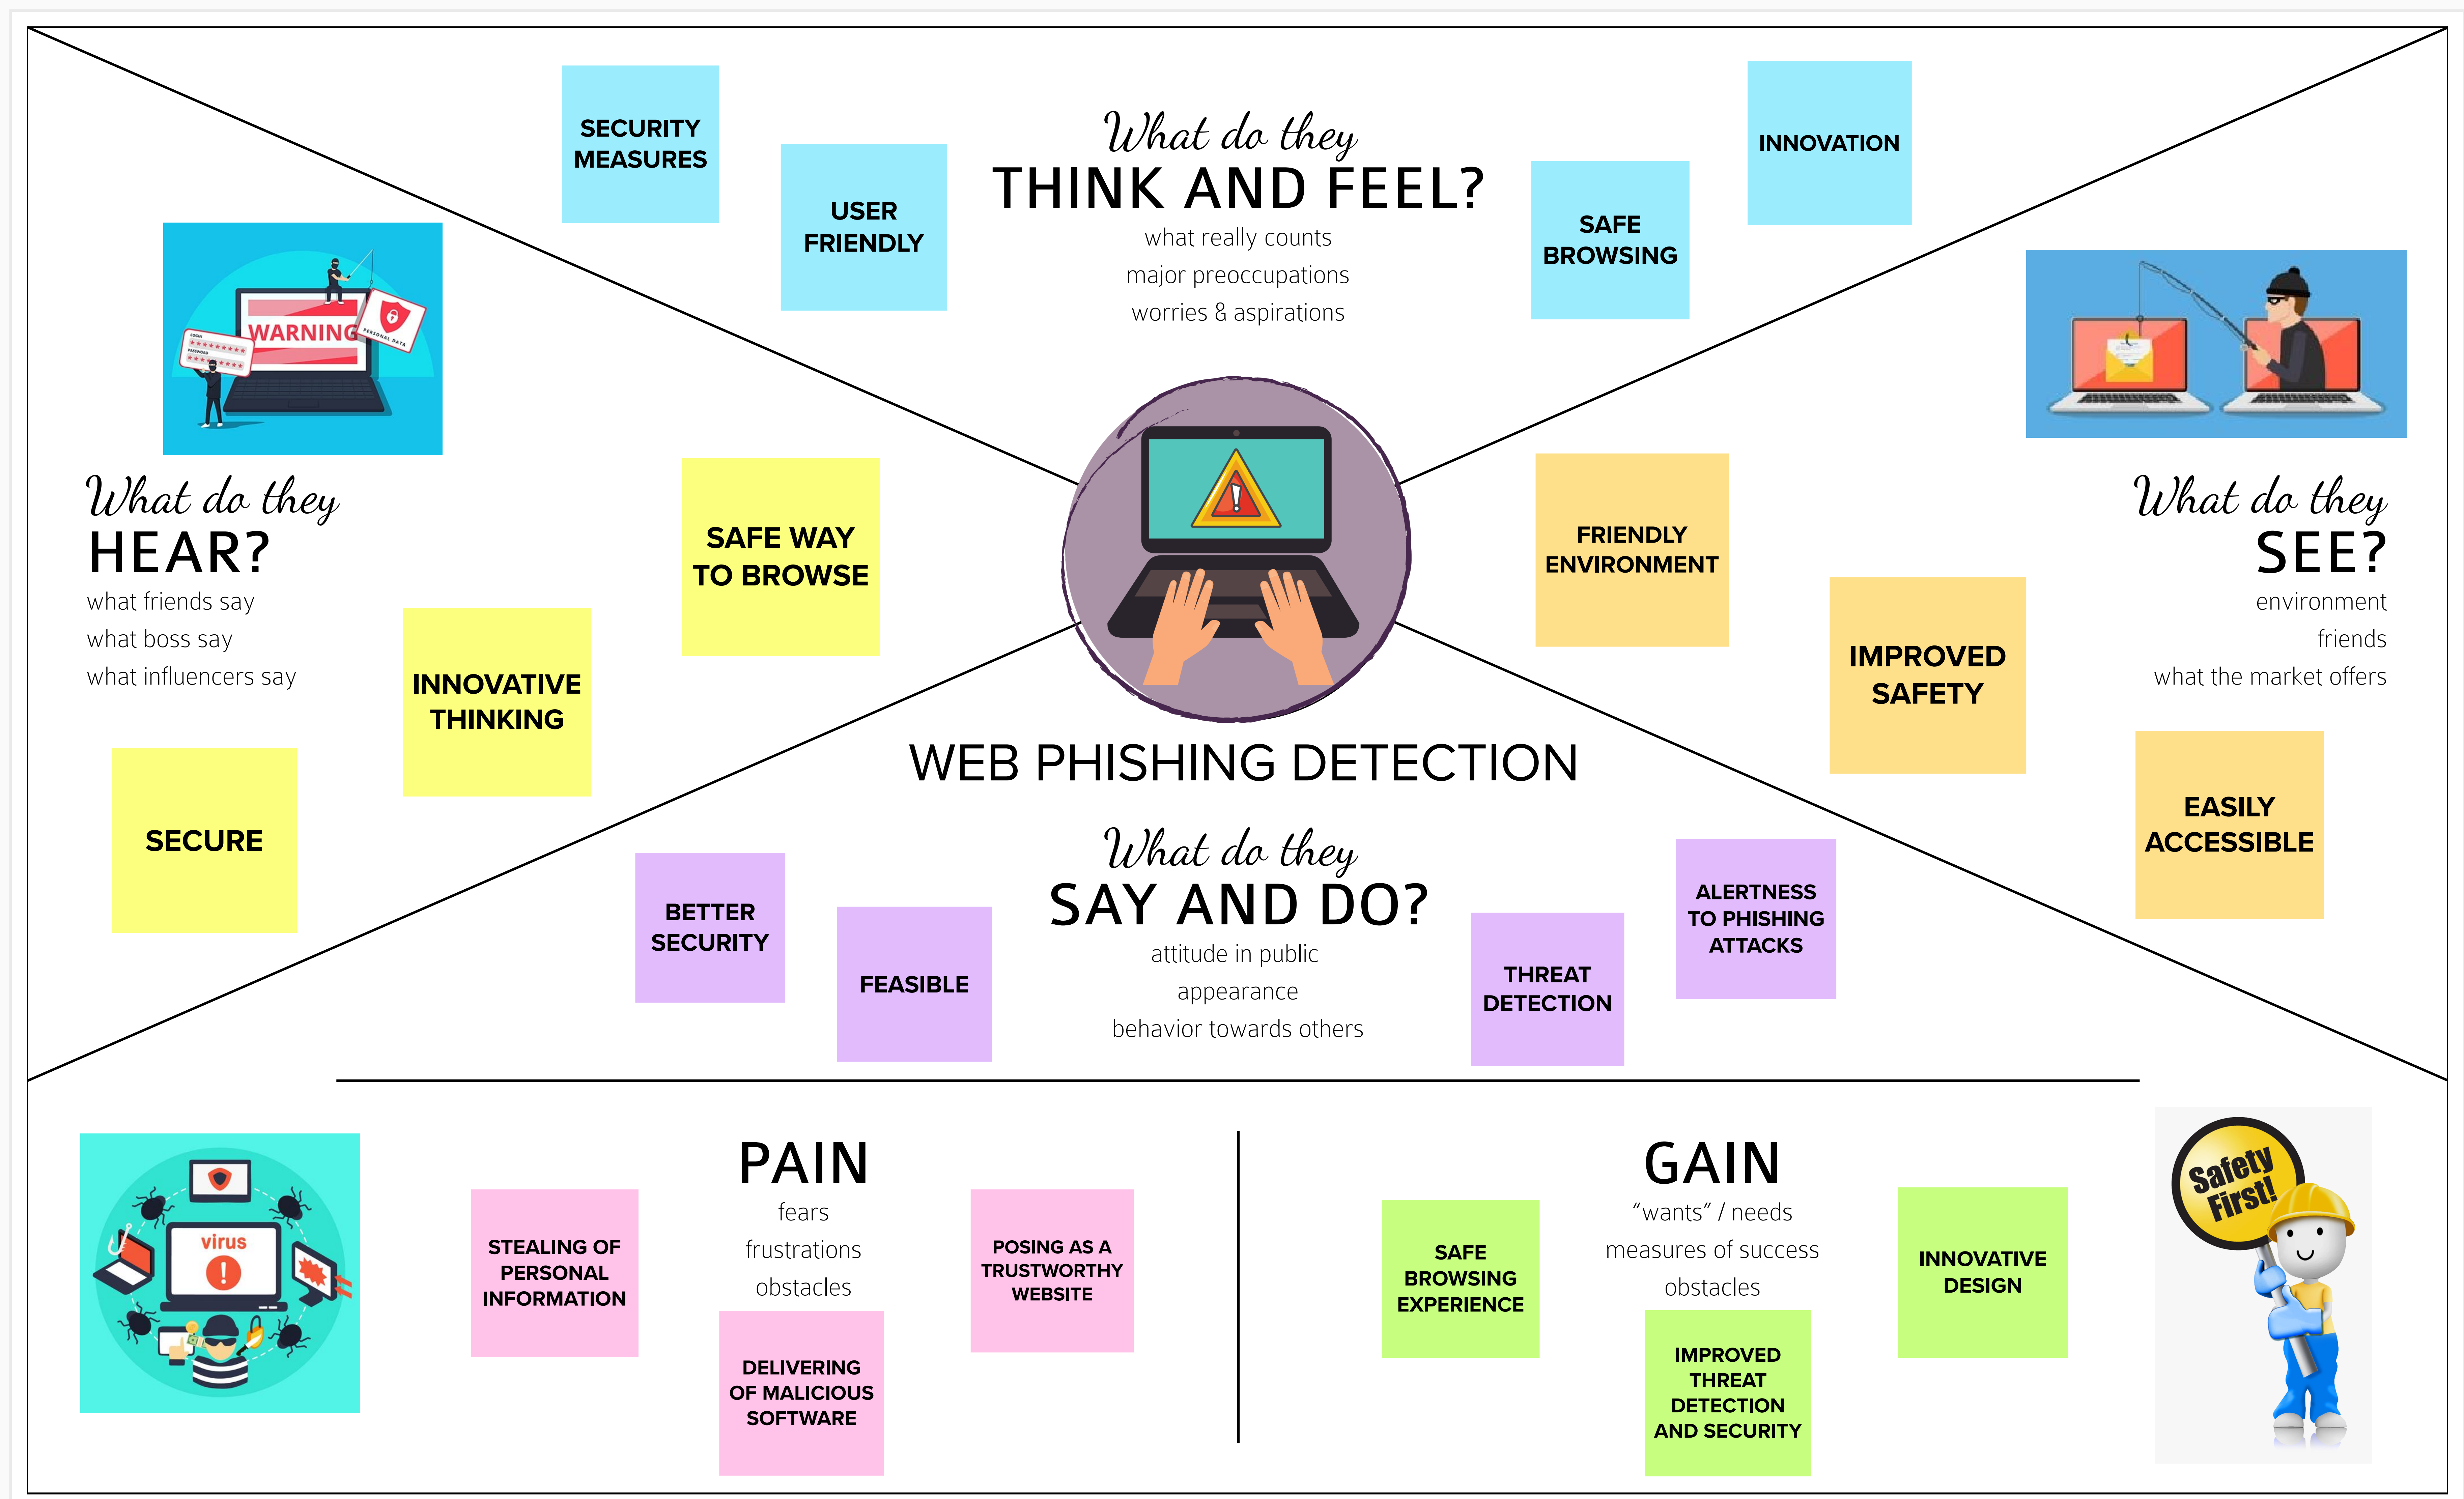 SECURITY
MEASURES
USER
FRIENDLY
What do they
THINK AND FEEL?
what really counts
major preoccupations
worries & aspirations
SAFE
BROWSING
INNOVATION
WARNING
PERSONAL DATA
LOGIN
PASSWORD
What do they
HEAR?
what friends say
what boss say
what influencers say
SAFE WAY
TO BROWSE
INNOVATIVE
THINKING
SECURE
FRIENDLY
ENVIRONMENT
IMPROVED
SAFETY
What do they
SEE?
environment
friends
what the market offers
EASILY
ACCESSIBLE
WEB PHISHING DETECTION
What do they
SAY AND DO?
attitude in public
appearance
behavior towards others
BETTER
SECURITY
FEASIBLE
THREAT
DETECTION
ALERTNESS
TO PHISHING
ATTACKS
virus
STEALING OF
PERSONAL
INFORMATION
PAIN
fears
frustrations
obstacles
DELIVERING
OF MALICIOUS
SOFTWARE
POSING AS A
TRUSTWORTHY
WEBSITE
SAFE
BROWSING
EXPERIENCE
GAIN
“wants” / needs
measures of success
obstacles
IMPROVED
THREAT
DETECTION
AND SECURITY
INNOVATIVE
DESIGN
Safety
First!